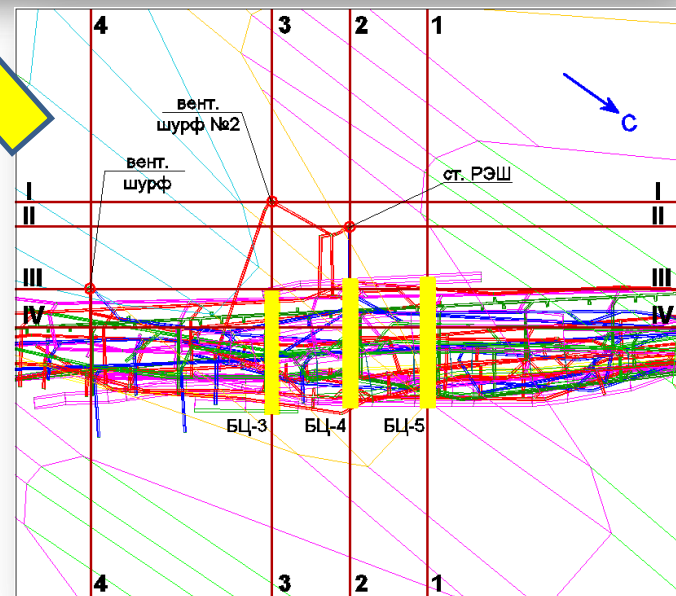 4 3 2 1
вент.
шурф №2
С
вент.
шурф
ст. РЭШ
I I
II II
III III
IV IV
БЦ-3 БЦ-4 БЦ-5
4 3 2 1